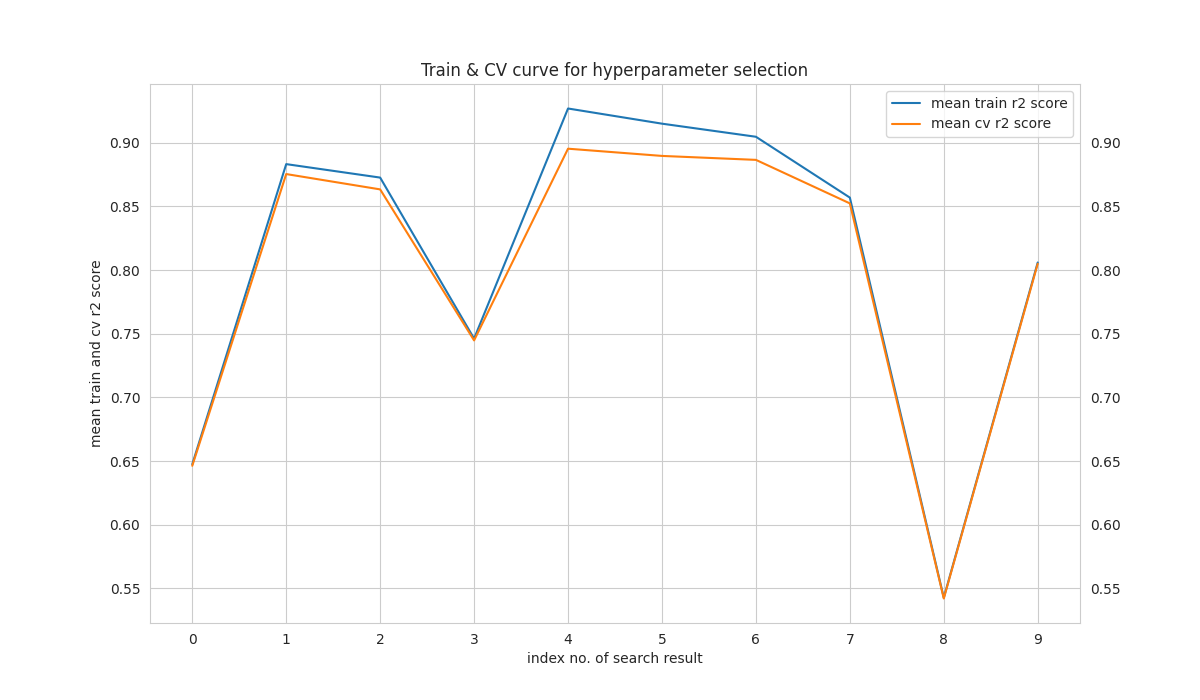 Train & CV curve for hyperparameter selection
mean train r2 score
mean cv r2 score
mean train and cv r2 score
0.90
0.85
0.80
0.75
0.70
0.65
0.60
0.55
0.90
0.85
0.80
0.75
0.70
0.65
0.60
0.55
0 1 2 3 4 5 6 7 8 9
index no. of search result